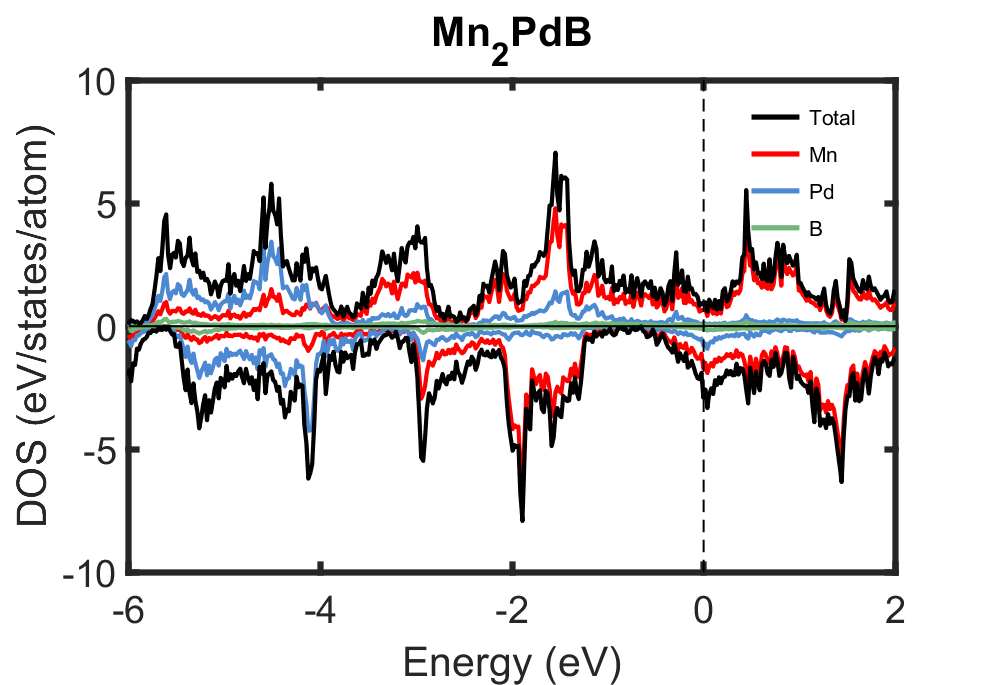 Mn₂PdB
10
5
0
-5
-10
DOS (eV/states/atom)
Total
Mn
Pd
B
-6
-4
-2
0
2
Energy (eV)